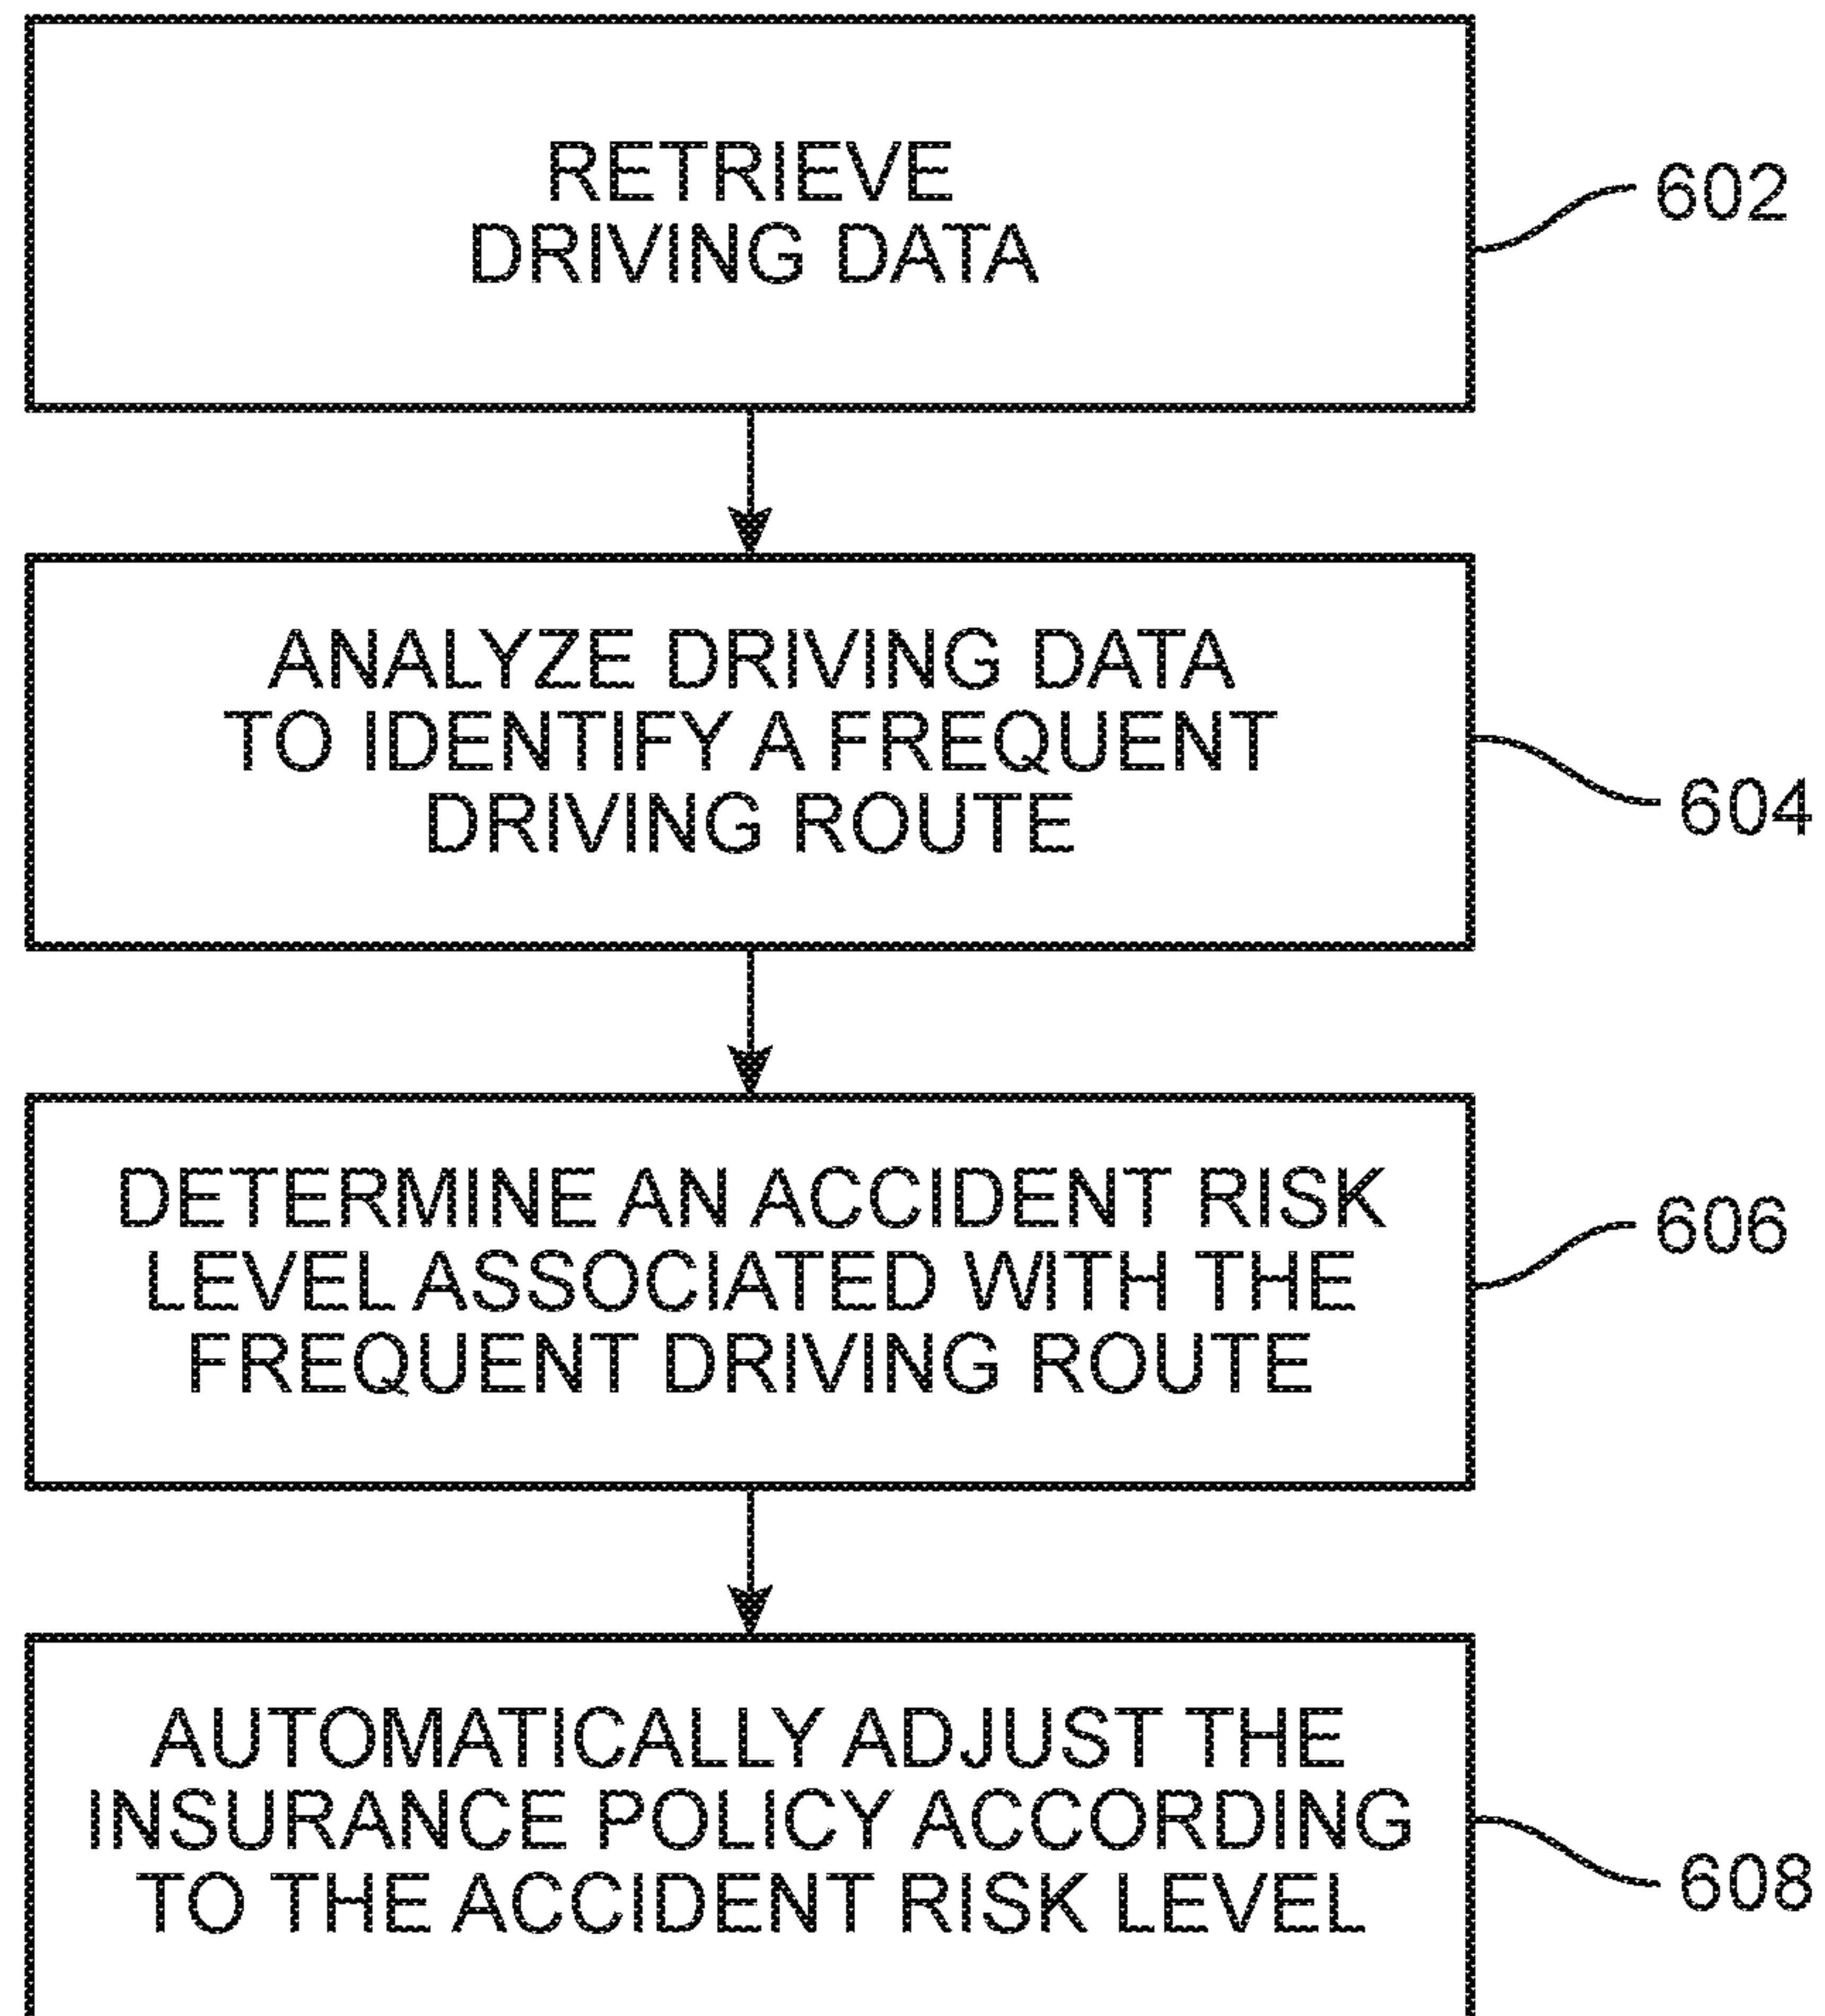 RETRIEVE
DRIVING DATA
602
ANALYZE DRIVING DATA
TO IDENTIFY A FREQUENT
DRIVING ROUTE
604
DETERMINE AN ACCIDENT RISK
LEVEL ASSOCIATED WITH THE
FREQUENT DRIVING ROUTE
606
AUTOMATICALLY ADJUST THE
INSURANCE POLICY ACCORDING
TO THE ACCIDENT RISK LEVEL
608